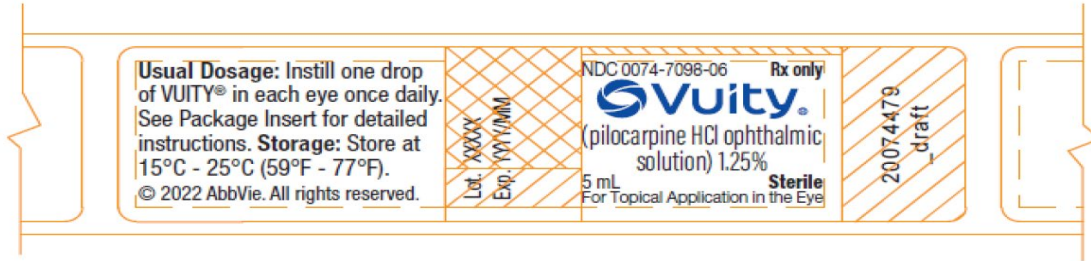 Usual Dosage: Instill one drop
of VUITY® in each eye once daily.
See Package Insert for detailed
instructions. Storage: Store at
15°C - 25°C (59°F - 77°F).
© 2022 AbbVie. All rights reserved.
Lot. XXXX
Exp. YYYY/MM
NDC 0074-7098-06 Rx only
Vuity®
(pilocarpine HCl ophthalmic
solution) 1.25%
5 mL Sterile
For Topical Application in the Eye
20074479
_draft